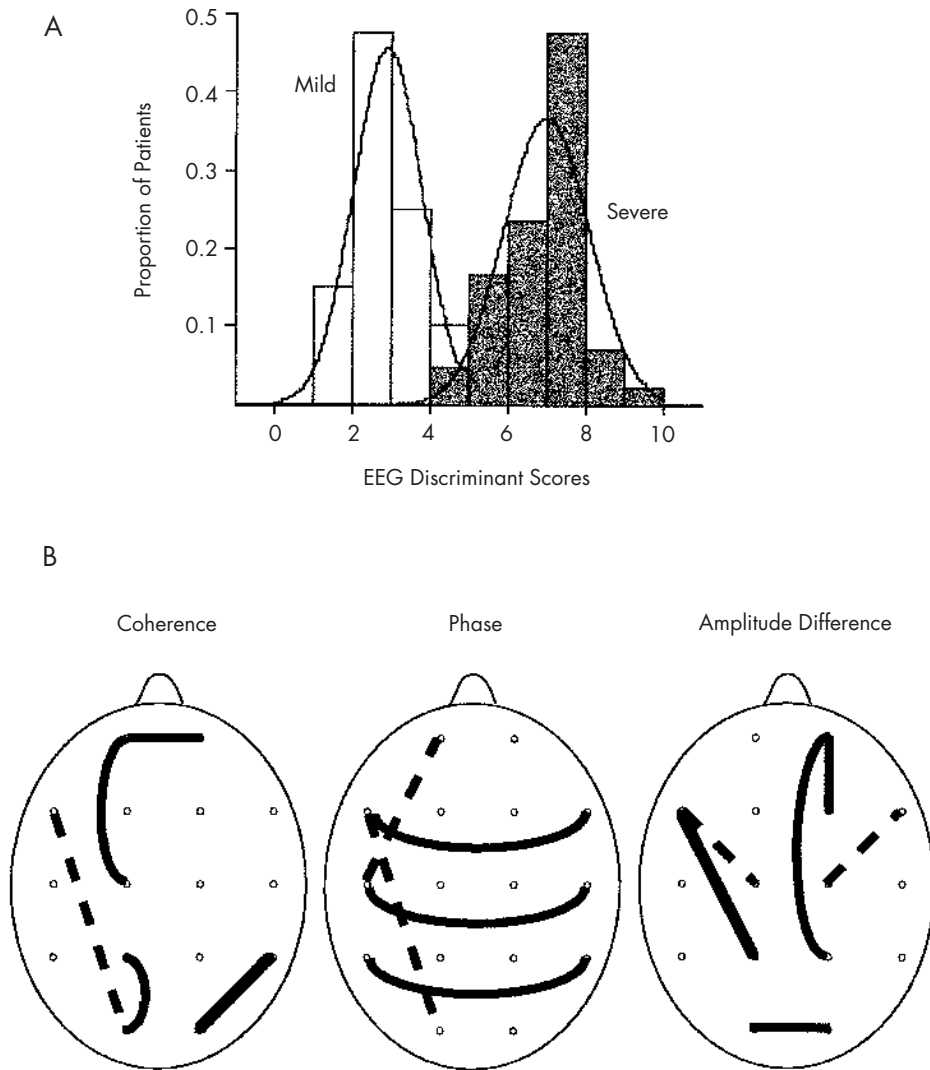 A
0.5
0.4
0.3
0.2
0.1
Proportion of Patients
Mild
Severe
0 2 4 6 8 10
EEG Discriminant Scores
B
Coherence Phase Amplitude Difference